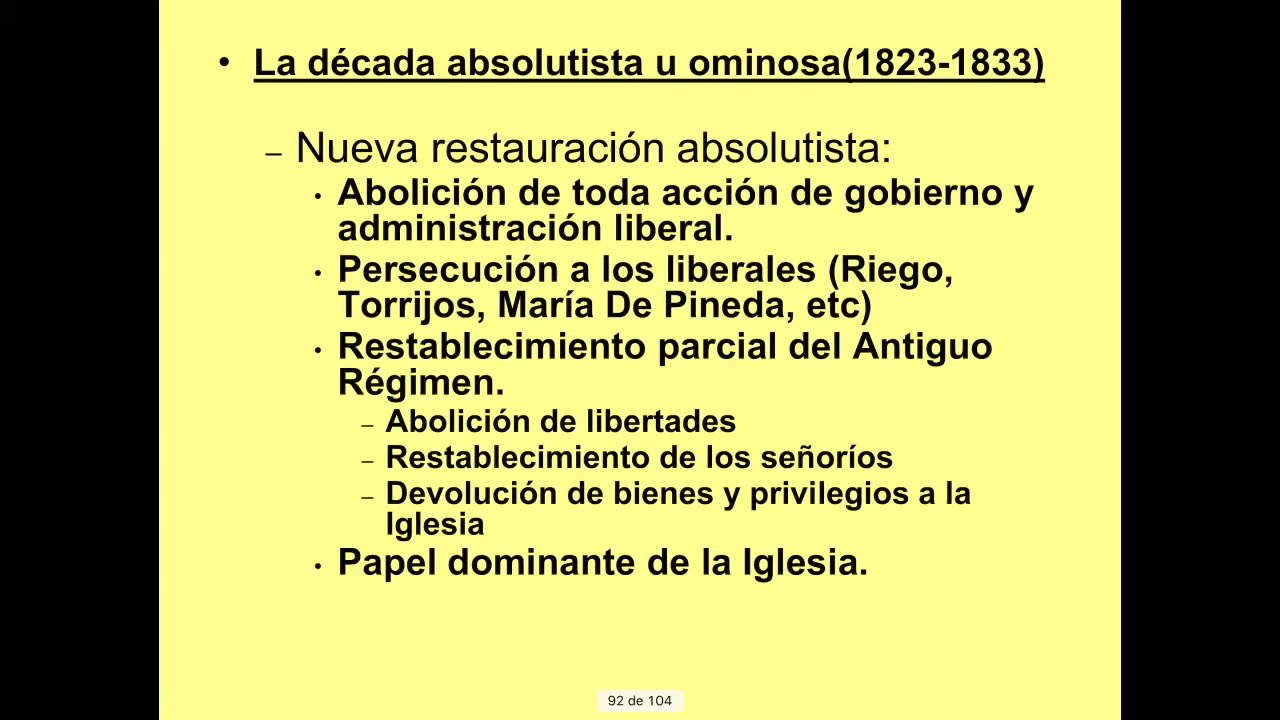 • La década absolutista u ominosa(1823-1833)
– Nueva restauración absolutista:
• Abolición de toda acción de gobierno y
administración liberal.
• Persecución a los liberales (Riego,
Torrijos, María De Pineda, etc)
• Restablecimiento parcial del Antiguo
Régimen.
– Abolición de libertades
– Restablecimiento de los señoríos
– Devolución de bienes y privilegios a la
Iglesia
• Papel dominante de la Iglesia.
92 de 104